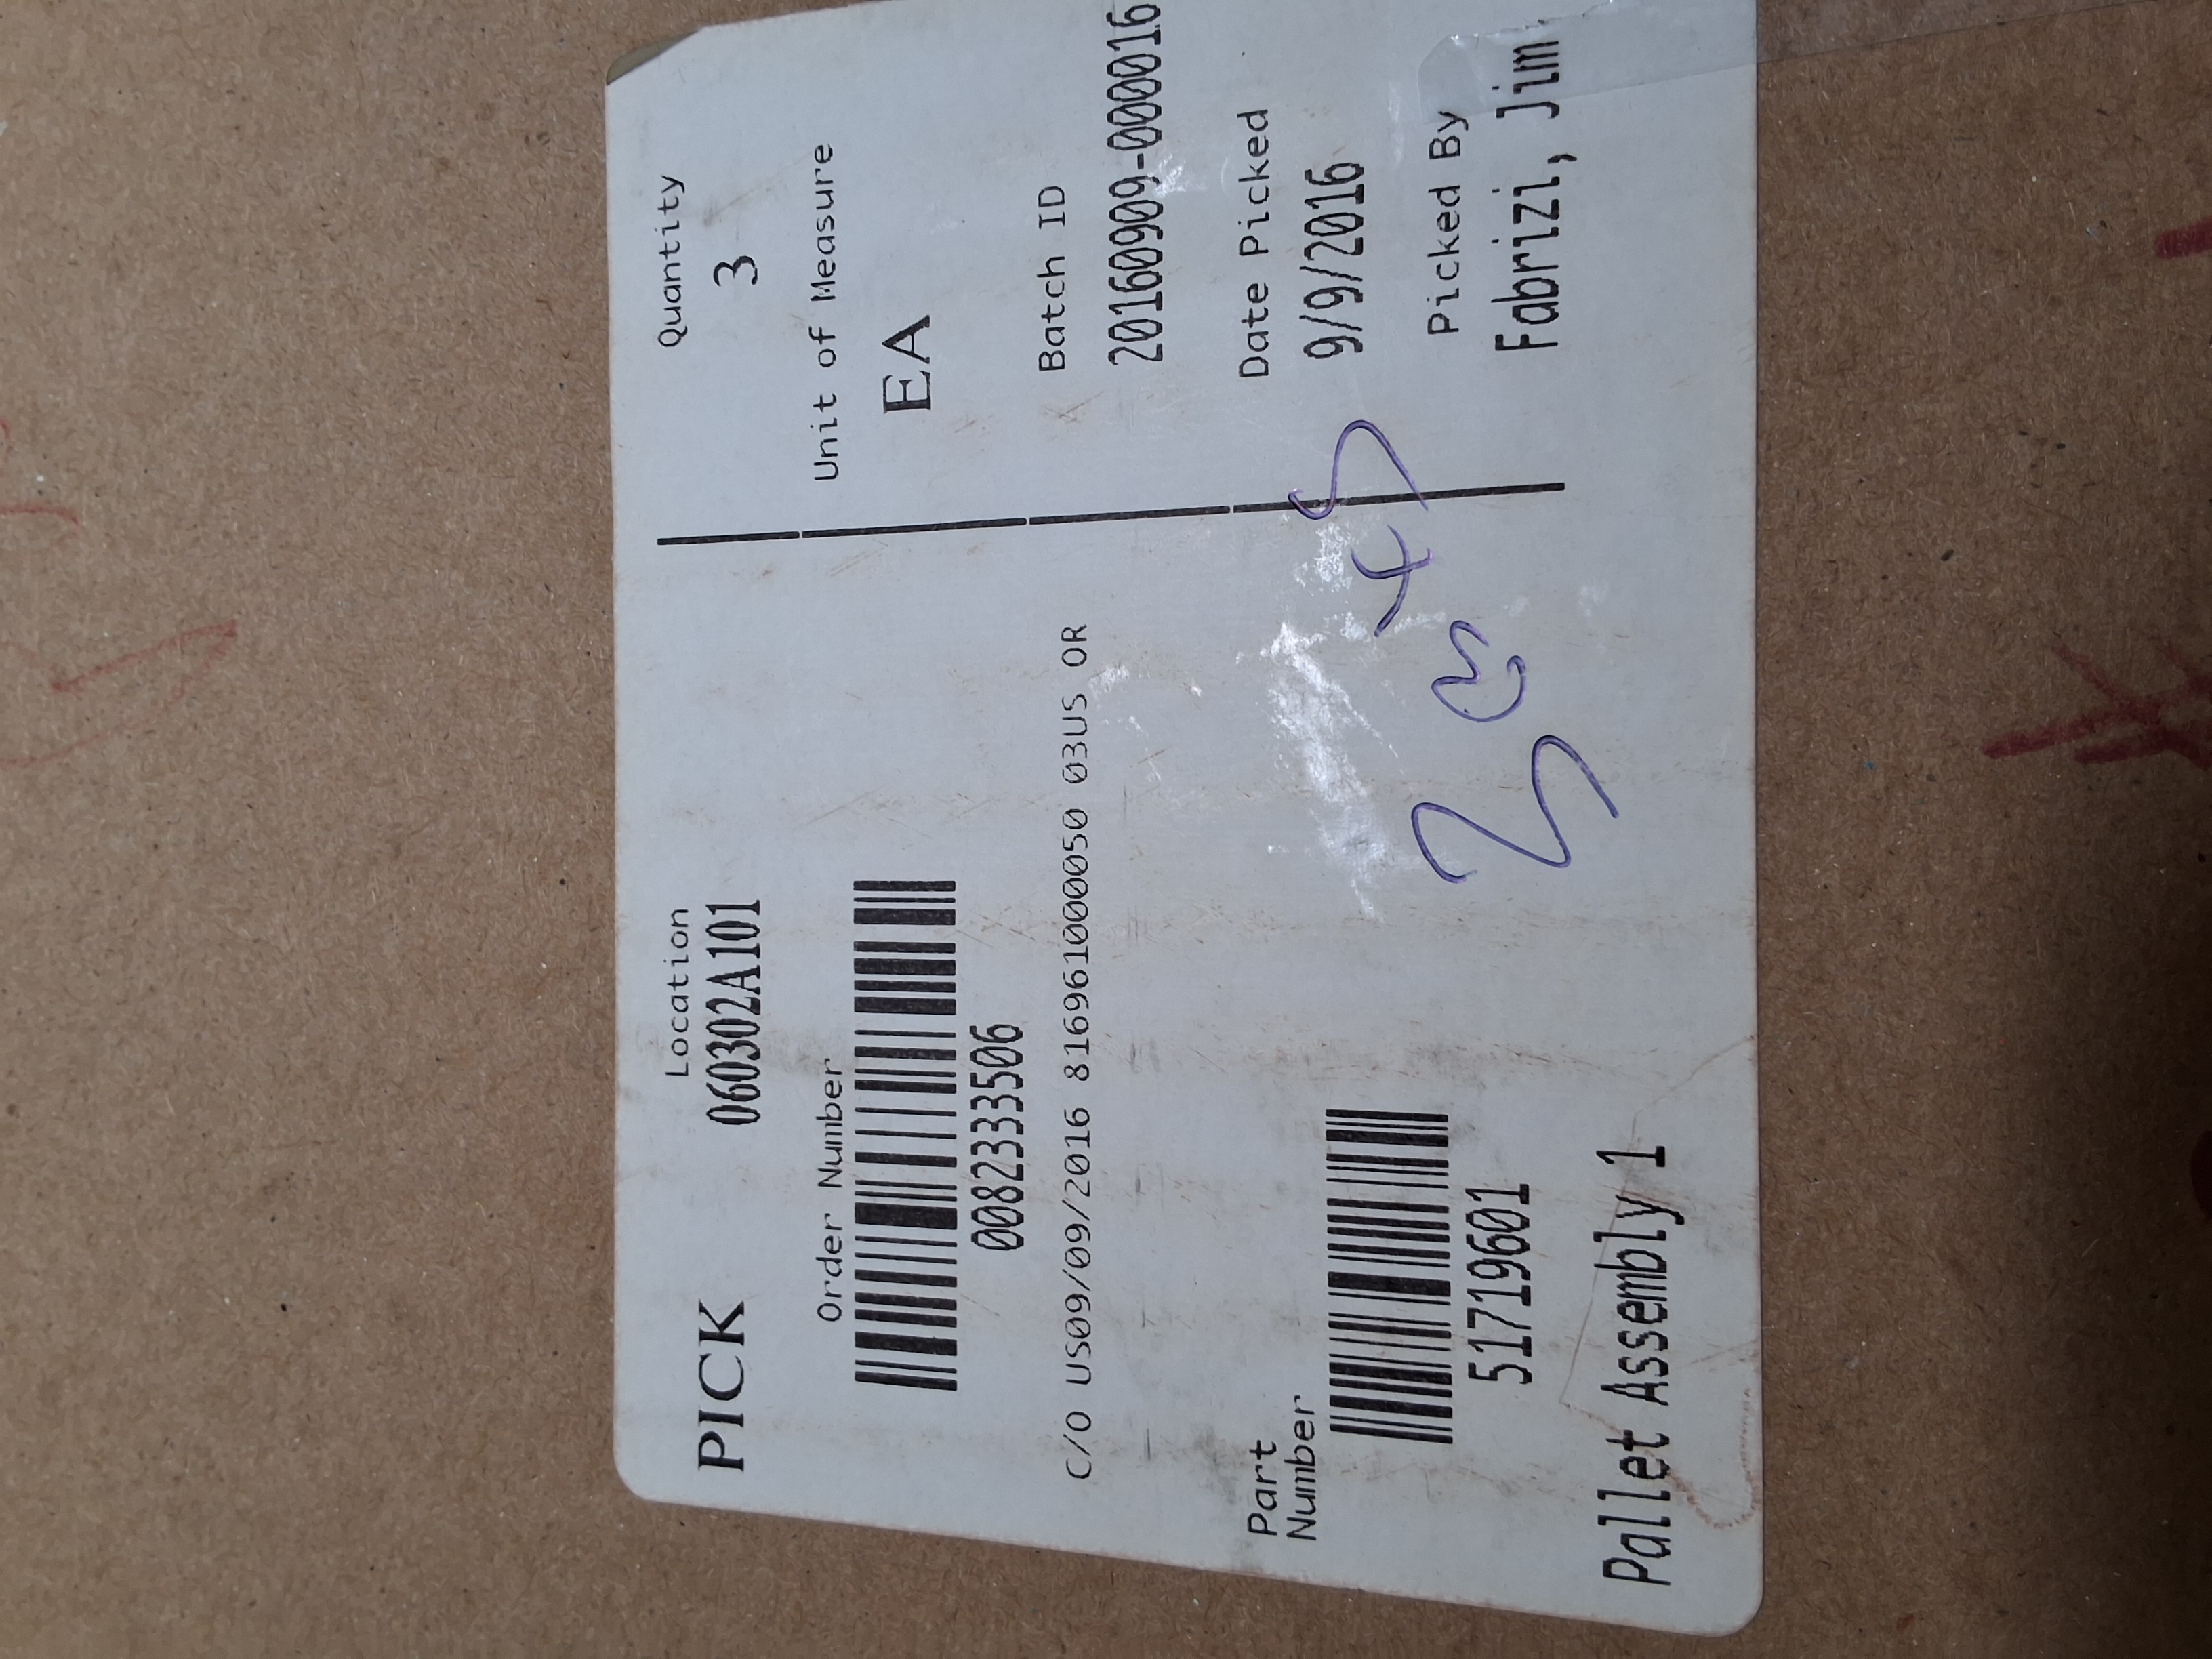 PICK
Location
060302A101
Quantity
3
Order Number
0082333506
Unit of Measure
EA
C/O US09/09/2016 816961000050 03US OR
Batch ID
20160909-000016
Part
Number
51719601
Date Picked
9/9/2016
Picked By
Fabrizi, Jim
Pallet Assembly 1